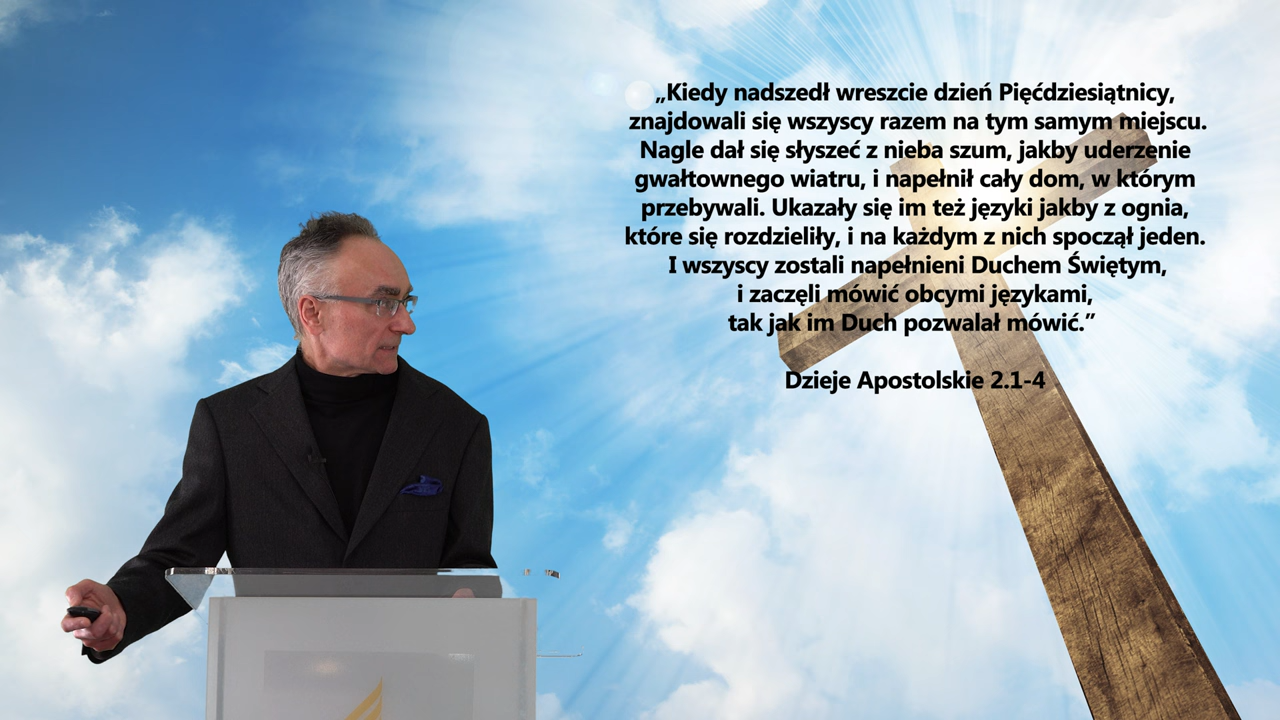 „Kiedy nadszedł wreszcie dzień Pięćdziesiątnicy,
znajdowali się wszyscy razem na tym samym miejscu.
Nagle dał się słyszeć z nieba szum, jakby uderzenie
gwałtownego wiatru, i napełnił cały dom, w którym
przebywali. Ukazały się im też języki jakby z ognia,
które się rozdzieliły, i na każdym z nich spoczął jeden.
I wszyscy zostali napełnieni Duchem Świętym,
i zaczęli mówić obcymi językami,
tak jak im Duch pozwalał mówić.”
Dzieje Apostolskie 2.1-4